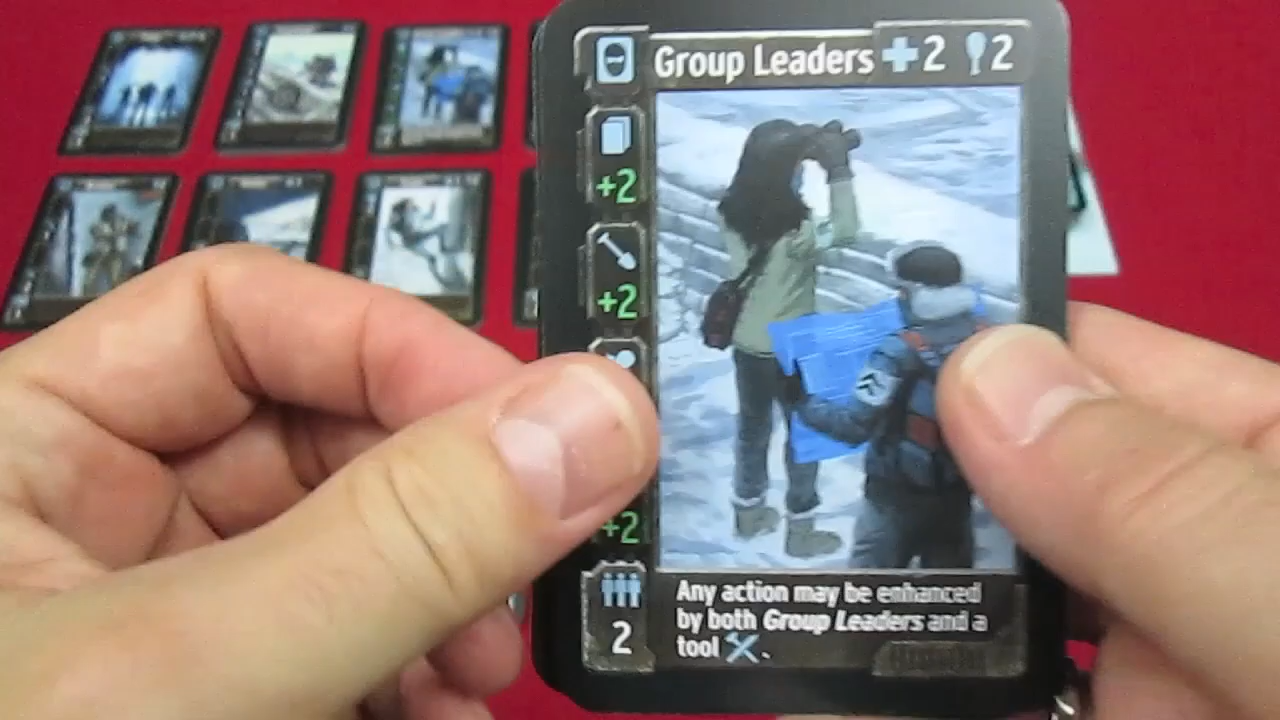 Group Leaders 2 2
+2
+2
+2
2
Any action may be enhanced
by both Group Leaders and a
tool .